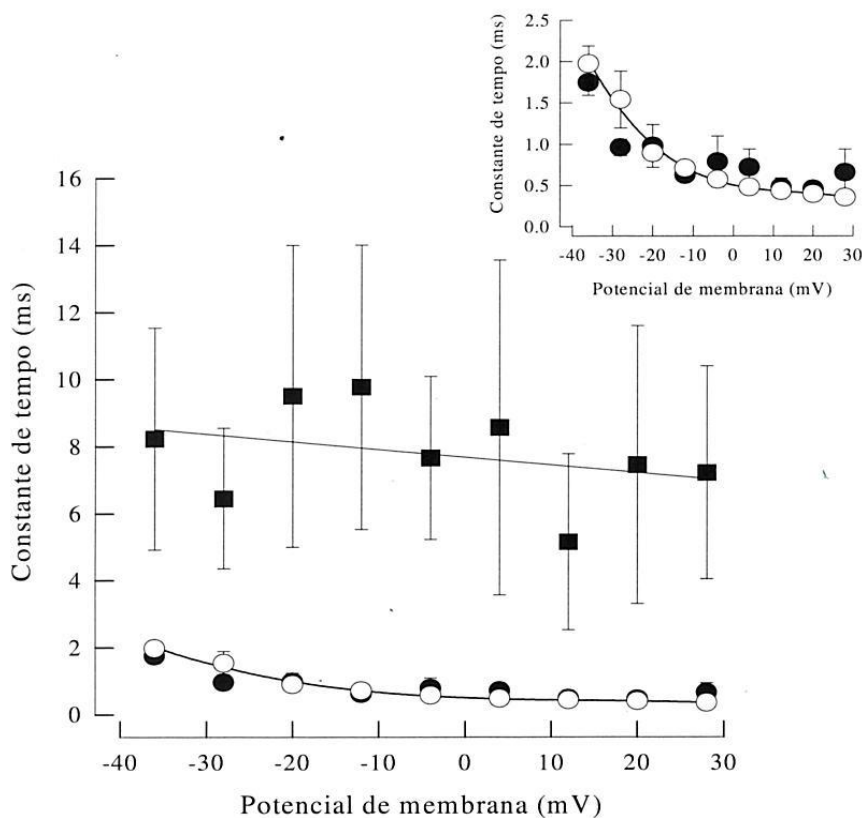 Constante de tempo (ms)
2.5
2.0
1.5
1.0
0.5
0.0
-40 -30 -20 -10 0 10 20 30
Potencial de membrana (mV)
Constante de tempo (ms)
16
14
12
10
8
6
4
2
0
-40 -30 -20 -10 0 10 20 30
Potencial de membrana (mV)